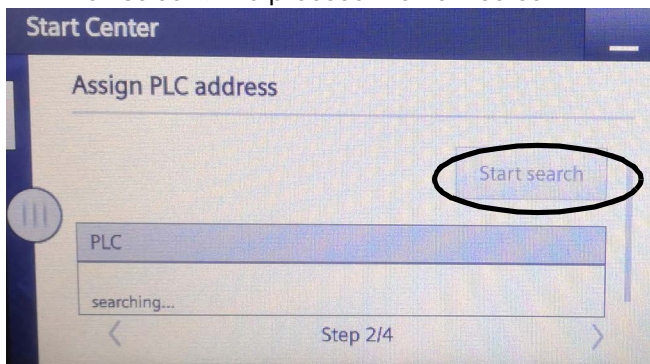 Start Center
Assign PLC address
Start search
PLC
searching...
Step 2/4